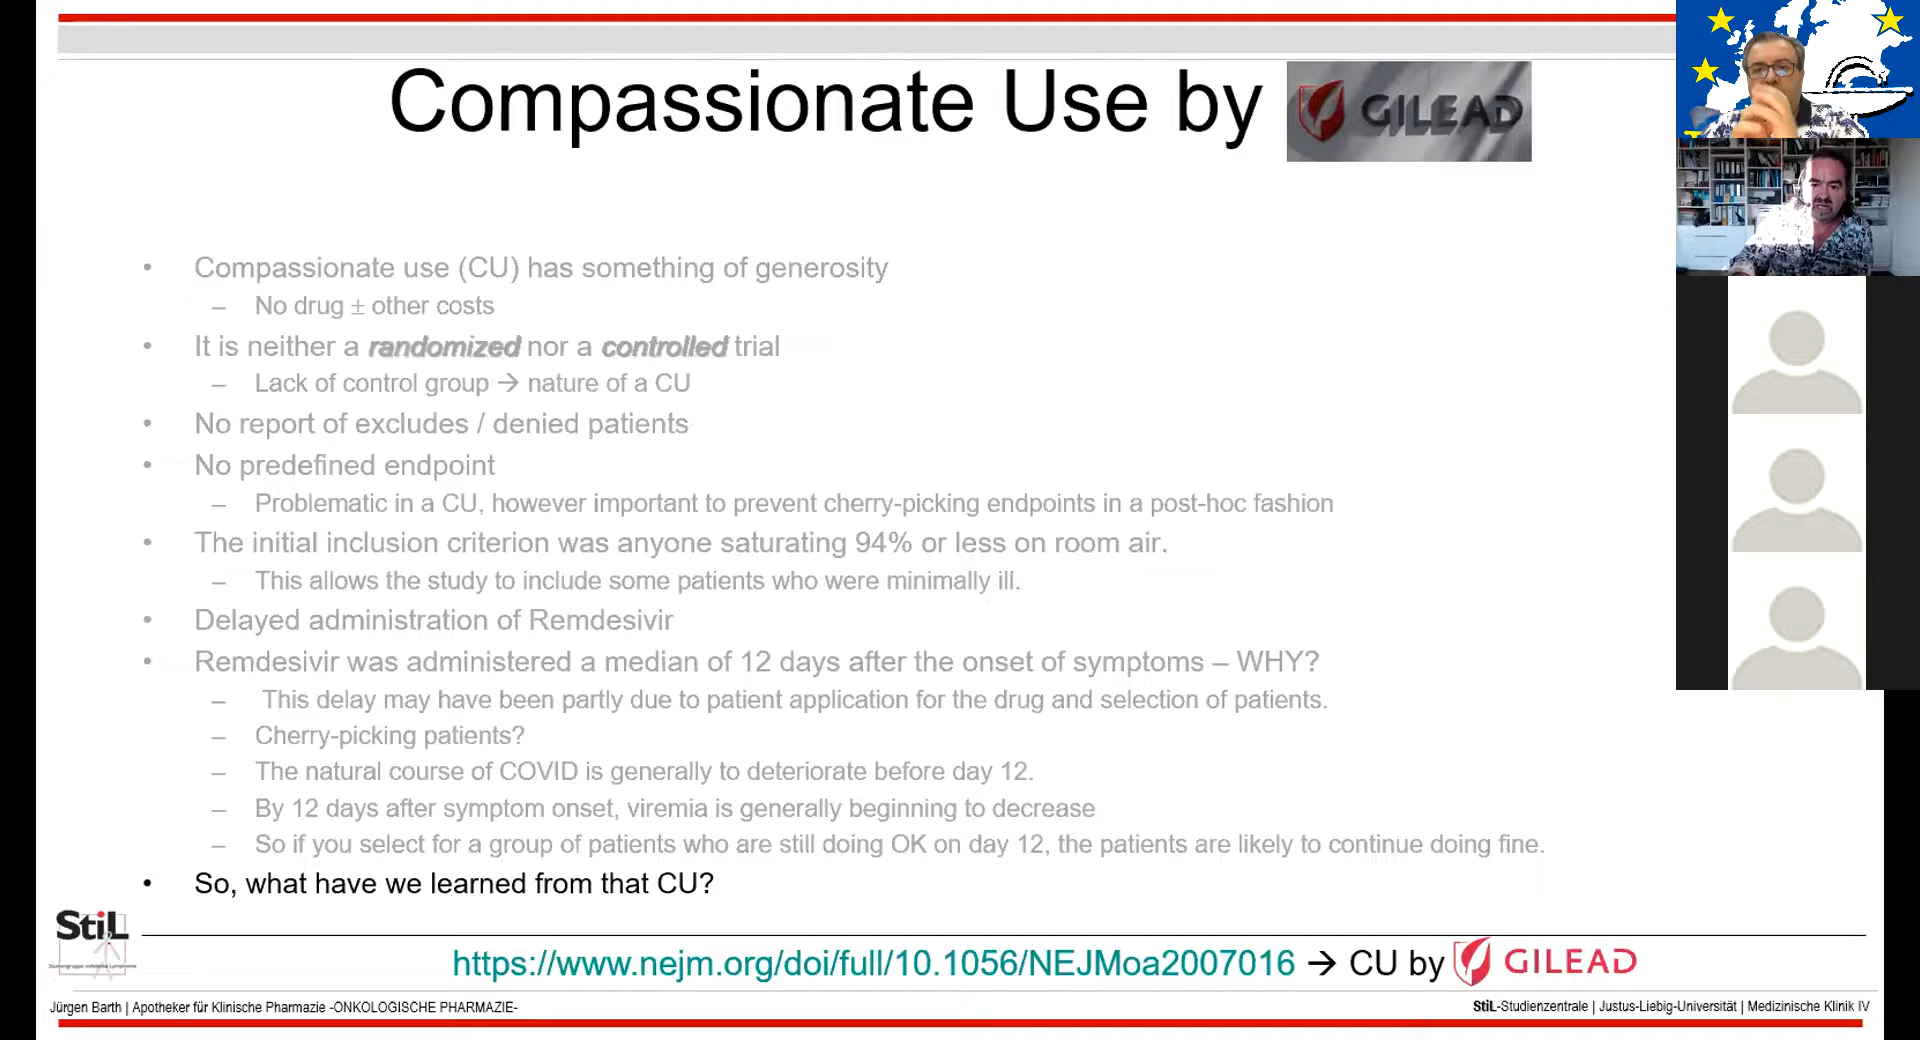 Compassionate Use by GILEAD
• Compassionate use (CU) has something of generosity
– No drug ± other costs
• It is neither a randomized nor a controlled trial
– Lack of control group → nature of a CU
• No report of excludes / denied patients
• No predefined endpoint
– Problematic in a CU, however important to prevent cherry-picking endpoints in a post-hoc fashion
• The initial inclusion criterion was anyone saturating 94% or less on room air.
– This allows the study to include some patients who were minimally ill.
• Delayed administration of Remdesivir
• Remdesivir was administered a median of 12 days after the onset of symptoms – WHY?
– This delay may have been partly due to patient application for the drug and selection of patients.
– Cherry-picking patients?
– The natural course of COVID is generally to deteriorate before day 12.
– By 12 days after symptom onset, viremia is generally beginning to decrease
– So if you select for a group of patients who are still doing OK on day 12, the patients are likely to continue doing fine.
• So, what have we learned from that CU?
StiL
https://www.nejm.org/doi/full/10.1056/NEJMoa2007016 → CU by GILEAD
Jürgen Barth | Apotheker für Klinische Pharmazie -ONKOLOGISCHE PHARMAZIE-
StiL-Studienzentrale | Justus-Liebig-Universität | Medizinische Klinik IV